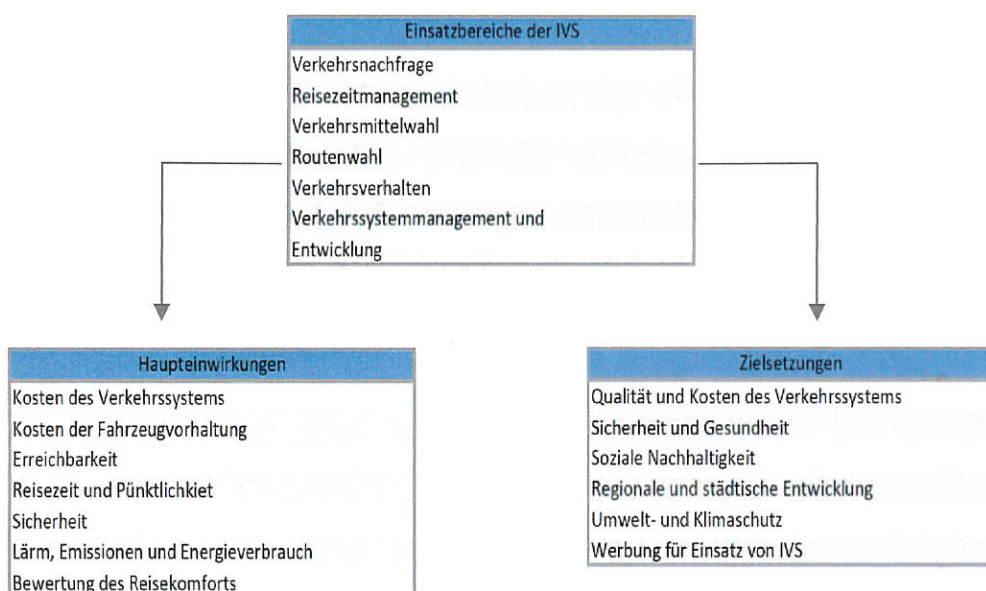 Einsatzbereiche der IVS
Verkehrsnachfrage
Reisezeitmanagement
Verkehrsmittelwahl
Routenwahl
Verkehrsverhalten
Verkehrssystemmanagement und
Entwicklung
Haupteinwirkungen
Kosten des Verkehrssystems
Kosten der Fahrzeugvorhaltung
Erreichbarkeit
Reisezeit und Pünktlichkiet
Sicherheit
Lärm, Emissionen und Energieverbrauch
Bewertung des Reisekomforts
Zielsetzungen
Qualität und Kosten des Verkehrssystems
Sicherheit und Gesundheit
Soziale Nachhaltigkeit
Regionale und städtische Entwicklung
Umwelt- und Klimaschutz
Werbung für Einsatz von IVS